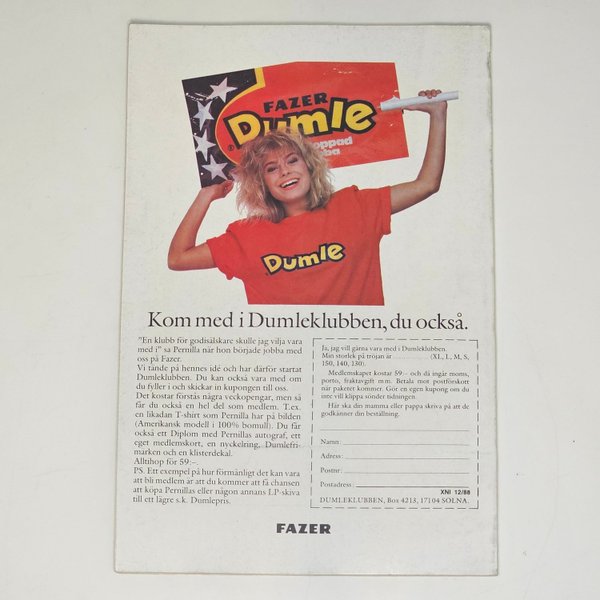 FAZER
Dumle
®
oppad
ba
Dumle
Kom med i Dumleklubben, du också.
"En klubb för godisälskare skulle jag vilja vara
med i" sa Pernilla när hon började jobba med
oss på Fazer.
Vi tände på hennes idé och har därför startat
Dumleklubben. Du kan också vara med om
du fyller i och skickar in kupongen till oss.
Det kostar förstås några veckopengar, men så
får du också en hel del som medlem. T.ex.
en likadan T-shirt som Pernilla har på bilden
(Amerikansk modell i 100% bomull). Du får
också ett Diplom med Pernillas autograf, ett
eget medlemskort, en nyckelring, Dumlefri-
marken och en klisterdekal.
Alltihop för 59:–
PS. Ett exempel på hur förmånligt det kan vara
att bli medlem är att du kommer att få chansen
att köpa Pernillas eller någon annans LP-skiva
till ett lägre s.k. Dumlepris.
Ja, jag vill gärna vara med i Dumleklubben.
Min storlek på tröjan är ............ (XL, L, M, S,
150, 140, 130).
Medlemskapet kostar 59:– och då ingår moms,
porto, fraktavgift m.m. Betala mot postförskott
när paketet kommer. Gör en egen kupong om du
inte vill klippa sönder tidningen.
Här ska din mamma eller pappa skriva på att de
godkänner din beställning.
Namn:
Adress:
Postnr:
Postadress:
XNI 12/88
DUMLEKLUBBEN, Box 4213, 17104 SOLNA.
FAZER